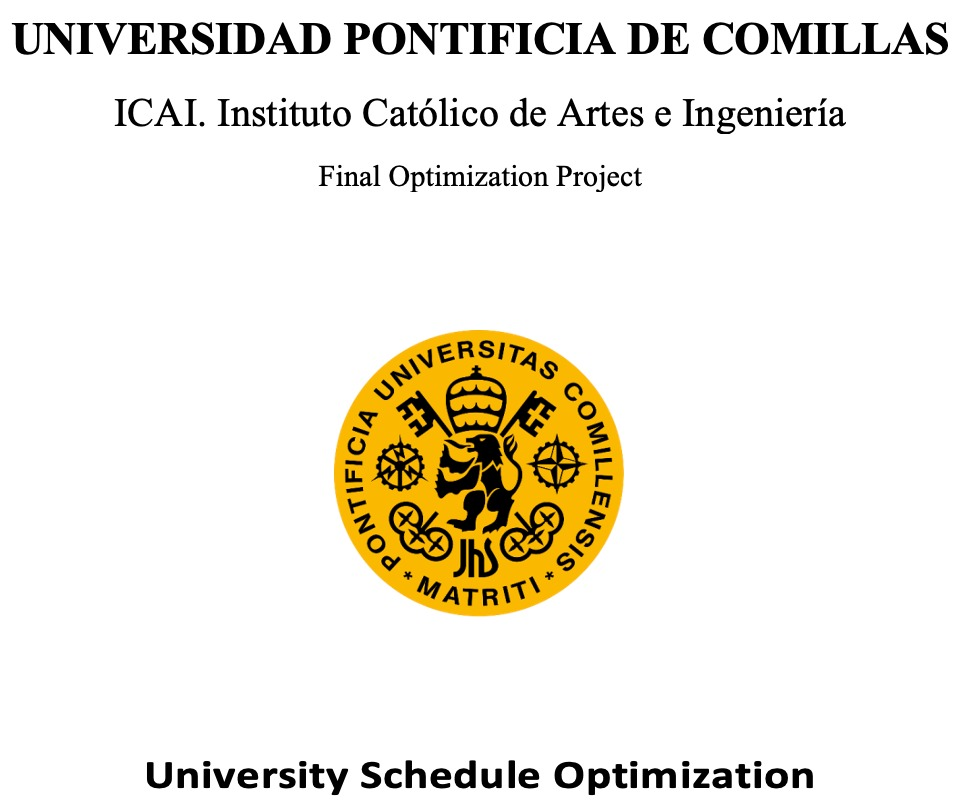 UNIVERSIDAD PONTIFICIA DE COMILLAS
ICAI. Instituto Católico de Artes e Ingeniería
Final Optimization Project
PONTIFICIA UNIVERSITAS COMILLENSIS
* MATRITI *
JhS
University Schedule Optimization